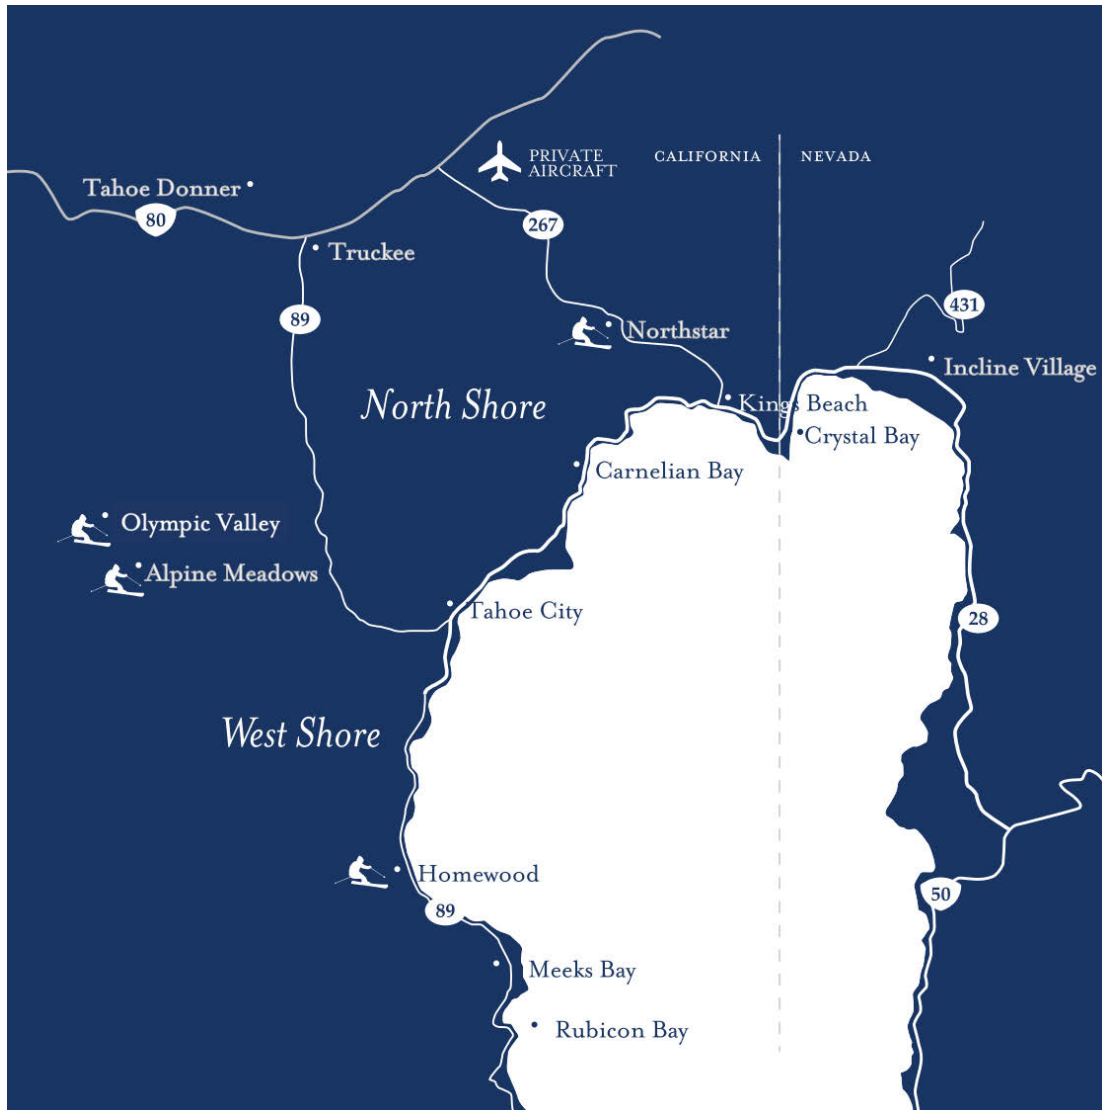 PRIVATE
AIRCRAFT
CALIFORNIA
NEVADA
Tahoe Donner
80
267
Truckee
431
89
Northstar
Incline Village
North Shore
Kings Beach
Crystal Bay
Carnelian Bay
Olympic Valley
Alpine Meadows
Tahoe City
28
West Shore
Homewood
50
89
Meeks Bay
Rubicon Bay